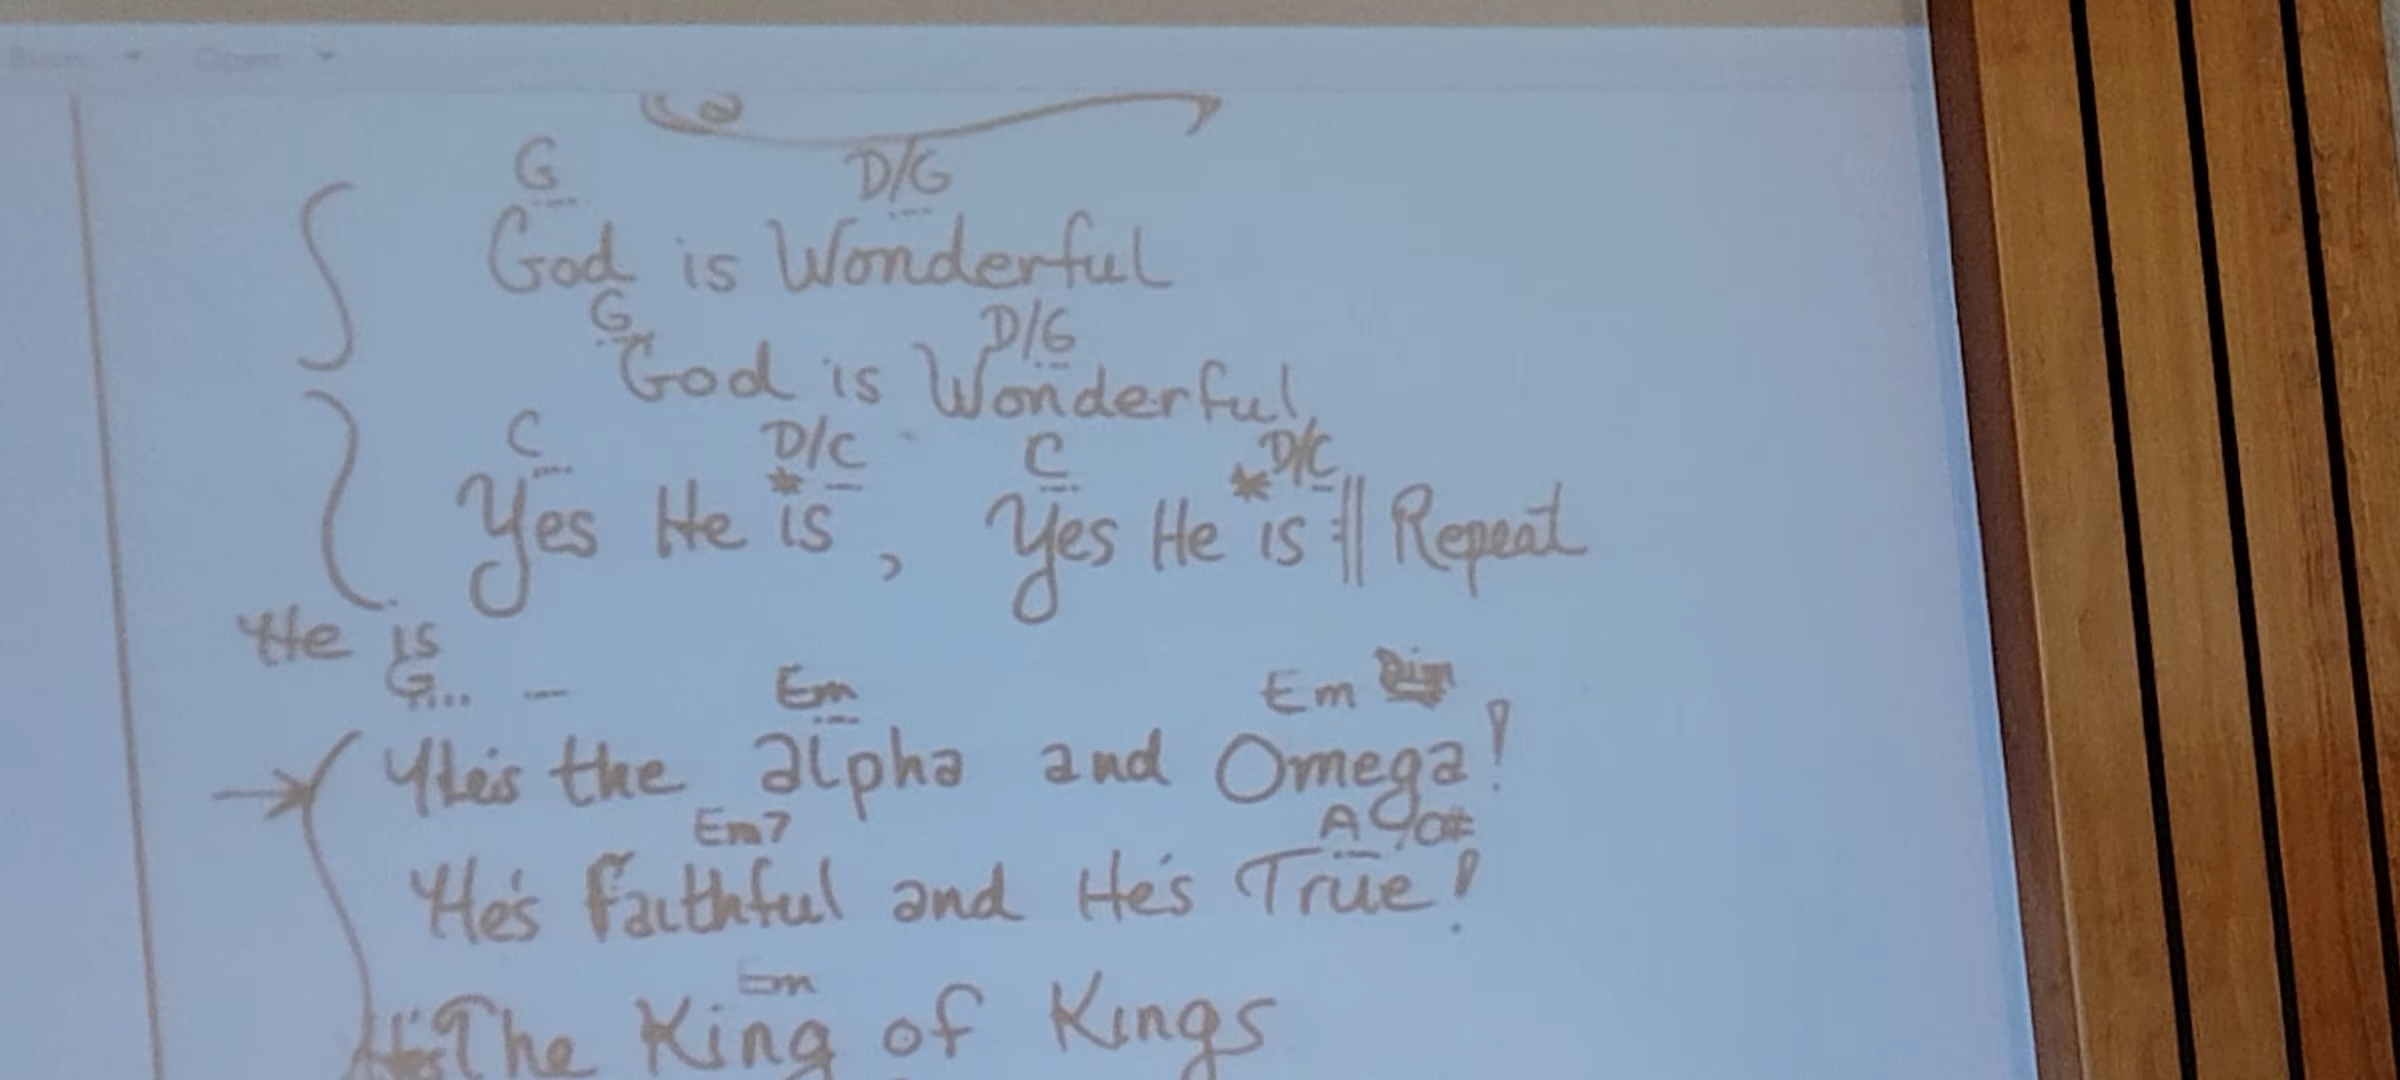 Open
G D/G
God is Wonderful
G D/G
God is Wonderful
C D/C C D/C
Yes He * is , Yes He * is :|| Repeat
He is
G... – Em Em
He's the alpha and Omega!
Em7 A
He's Faithful and He's True!
Em
The King of Kings